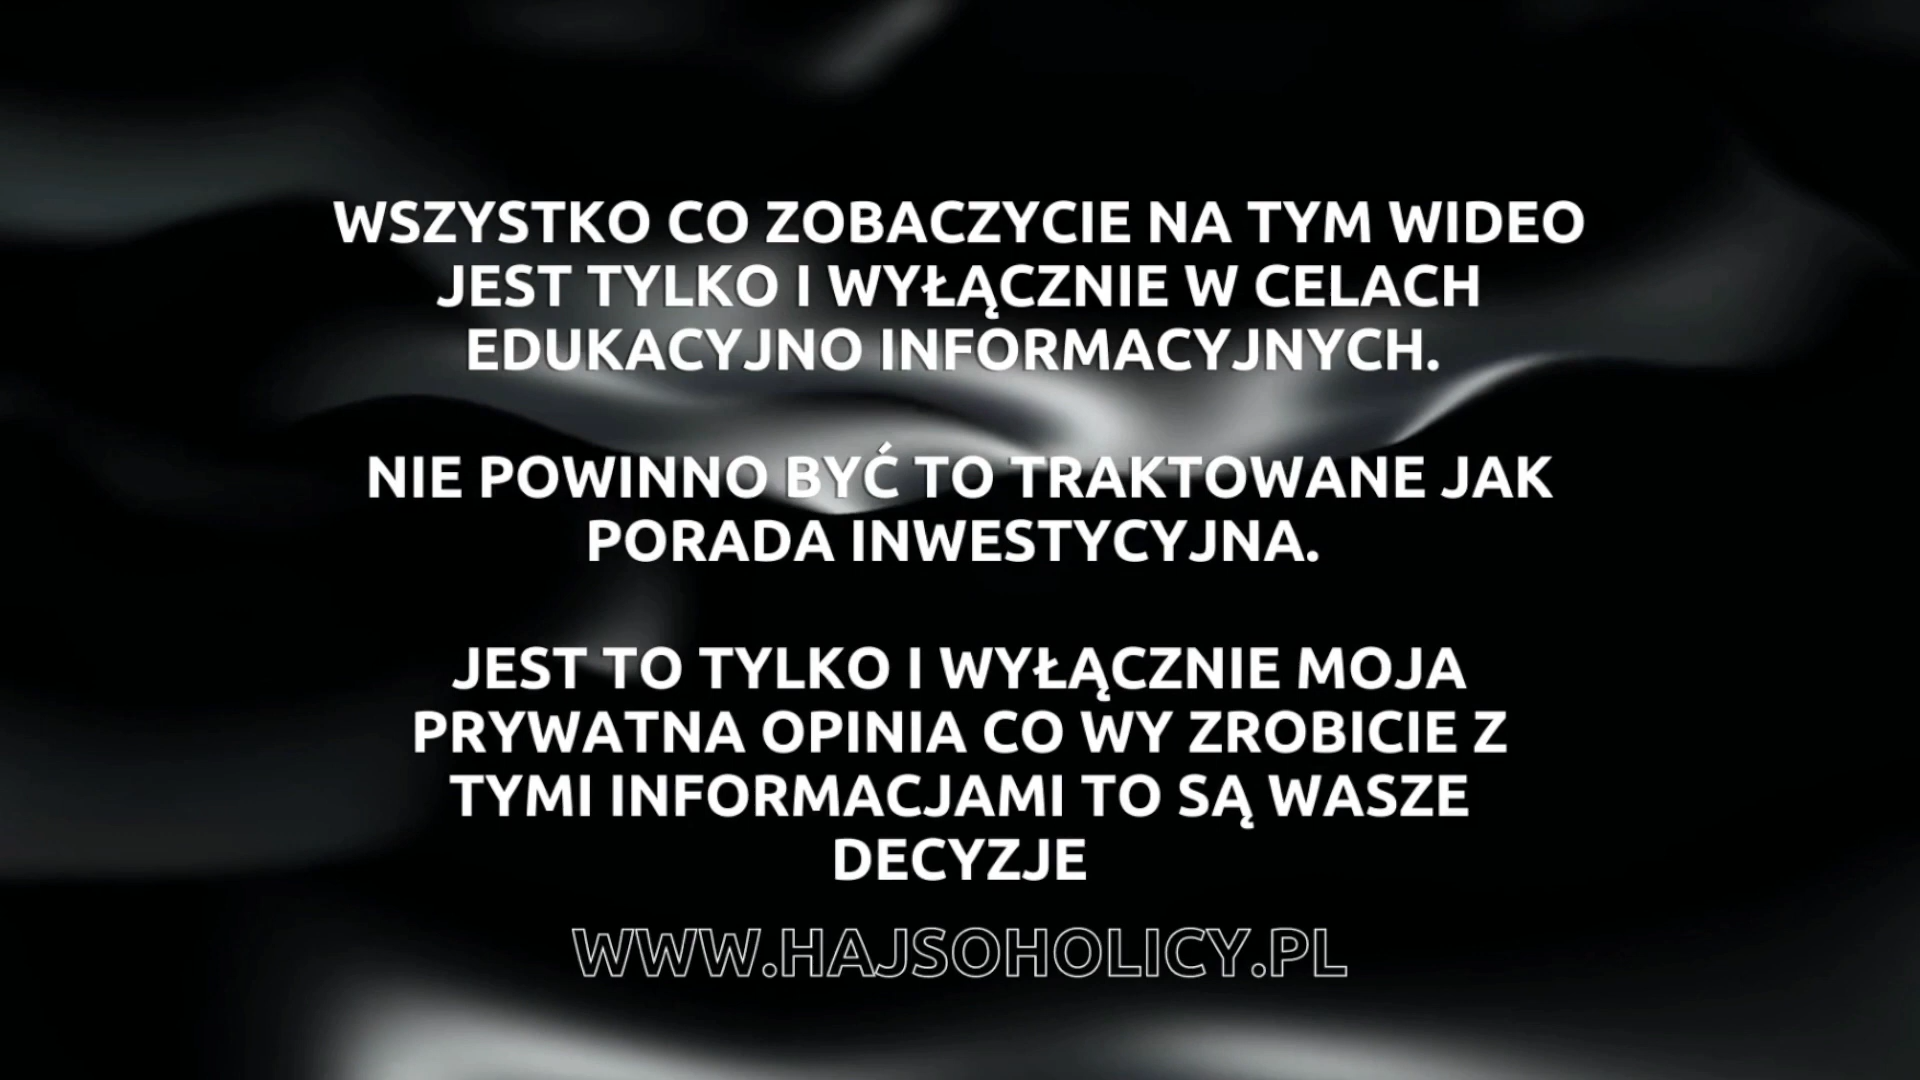 WSZYSTKO CO ZOBACZYCIE NA TYM WIDEO
JEST TYLKO I WYŁĄCZNIE W CELACH
EDUKACYJNO INFORMACYJNYCH.
NIE POWINNO BYĆ TO TRAKTOWANE JAK
PORADA INWESTYCYJNA.
JEST TO TYLKO I WYŁĄCZNIE MOJA
PRYWATNA OPINIA CO WY ZROBICIE Z
TYMI INFORMACJAMI TO SĄ WASZE
DECYZJE
WWW.HAJSOHOLICY.PL